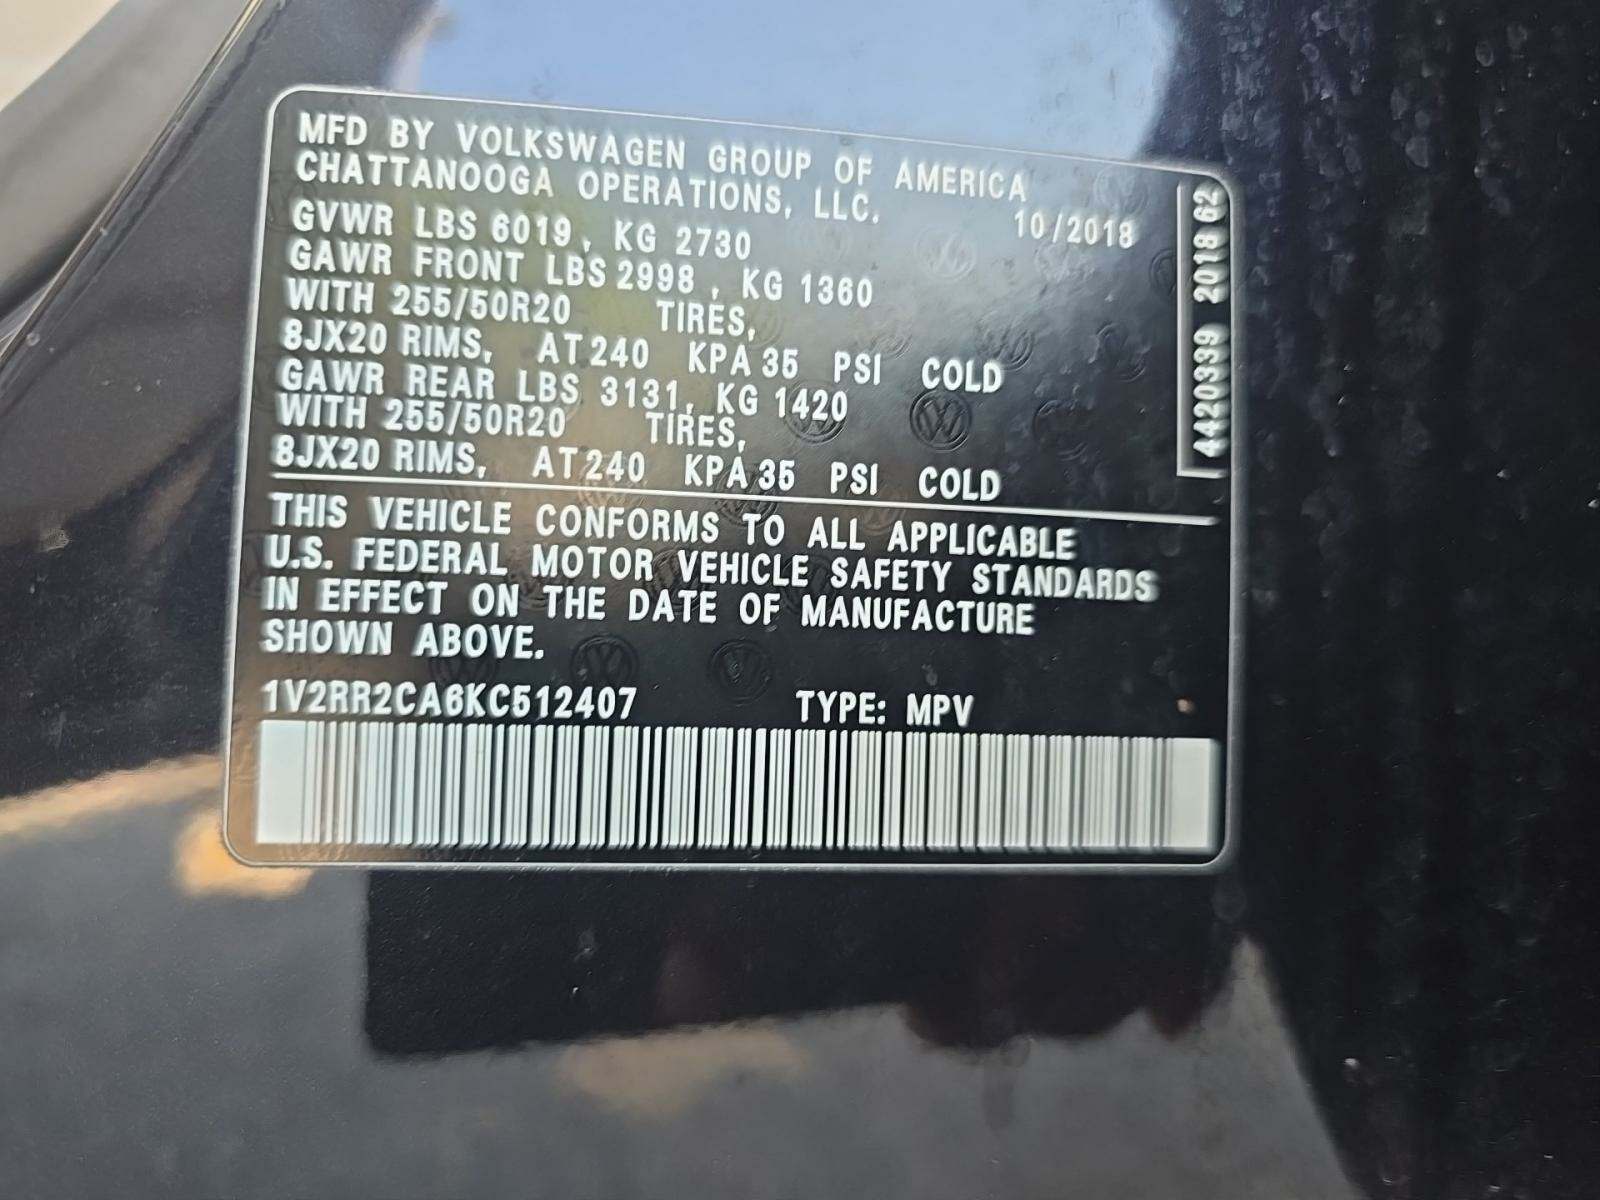 MFD BY VOLKSWAGEN GROUP OF AMERICA
CHATTANOOGA OPERATIONS, LLC. 10/2018
GVWR LBS 6019, KG 2730
GAWR FRONT LBS 2998, KG 1360
WITH 255/50R20 TIRES,
8JX20 RIMS, AT 240 KPA 35 PSI COLD
GAWR REAR LBS 3131, KG 1420
WITH 255/50R20 TIRES,
8JX20 RIMS, AT 240 KPA 35 PSI COLD
4420339 2018 62
THIS VEHICLE CONFORMS TO ALL APPLICABLE
U.S. FEDERAL MOTOR VEHICLE SAFETY STANDARDS
IN EFFECT ON THE DATE OF MANUFACTURE
SHOWN ABOVE.
1V2RR2CA6KC512407 TYPE: MPV